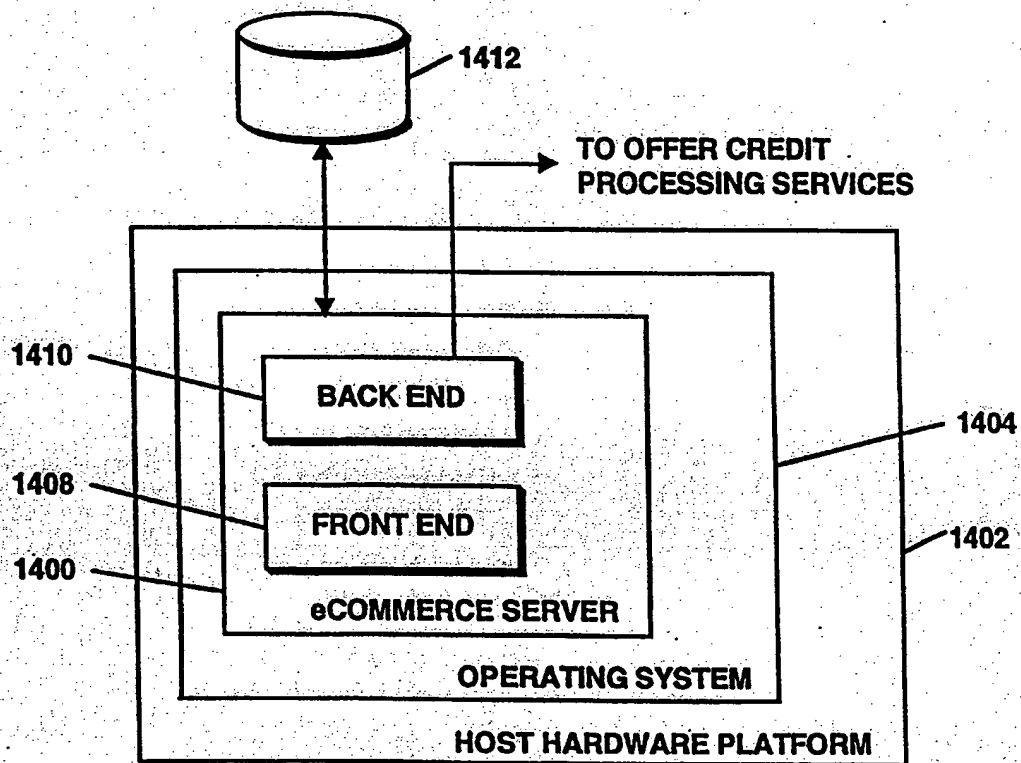 1412
TO OFFER CREDIT
PROCESSING SERVICES
1410
BACK END
1404
1408
FRONT END
1402
1400
eCOMMERCE SERVER
OPERATING SYSTEM
HOST HARDWARE PLATFORM